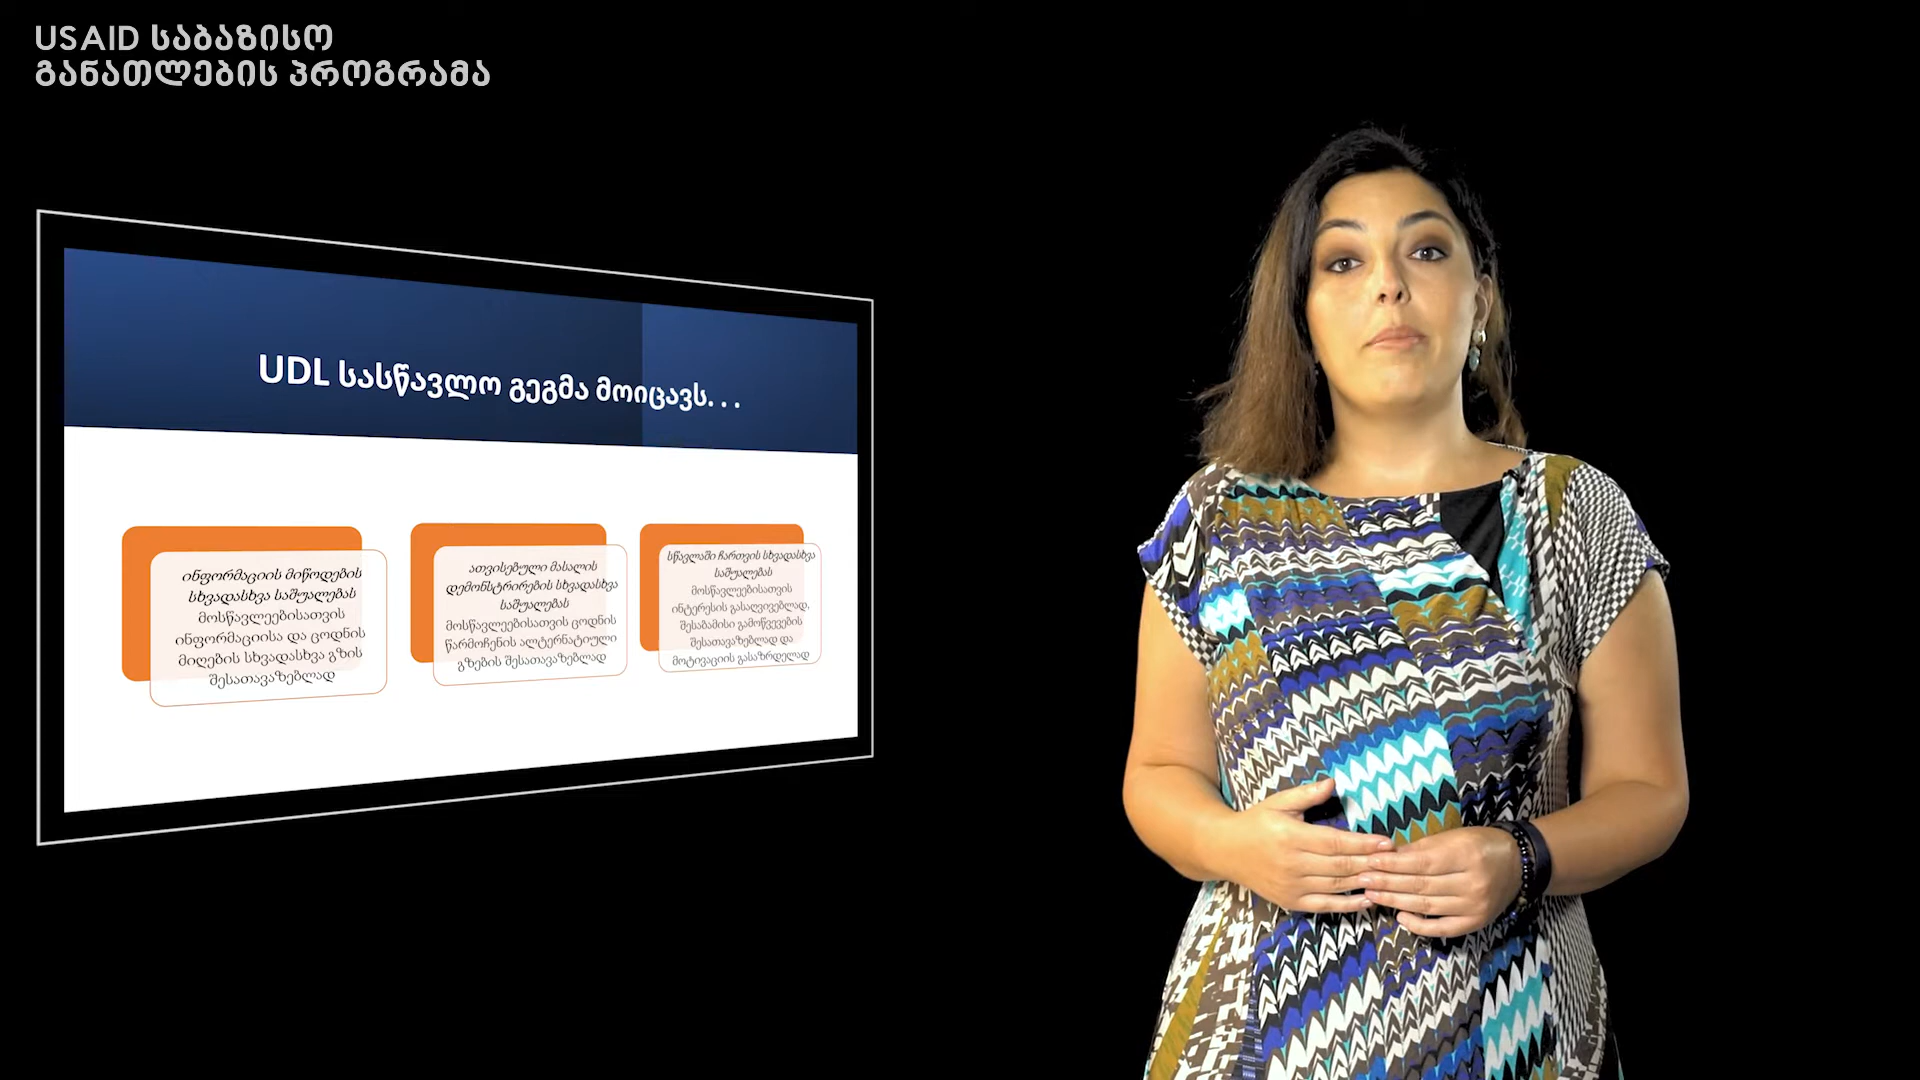 USAID საბაზისო
განათლების პროგრამა
UDL სასწავლო გეგმა მოიცავს. . .
ინფორმაციის მიწოდების
სხვადასხვა საშუალებას
მოსწავლეებისათვის
ინფორმაციისა და ცოდნის
მიღების სხვადასხვა გზის
შესათავაზებლად
ათვისებული მასალის
დემონსტრირების სხვადასხვა
საშუალებას
მოსწავლეებისათვის ცოდნის
წარმოჩენის ალტერნატიული
გზების შესათავაზებლად
სწავლაში ჩართვის სხვადასხვა
საშუალებას
მოსწავლეებისათვის
ინტერესის გასაღვივებლად,
შესაბამისი გამოწვევების
შესათავაზებლად და
მოტივაციის გასაზრდელად